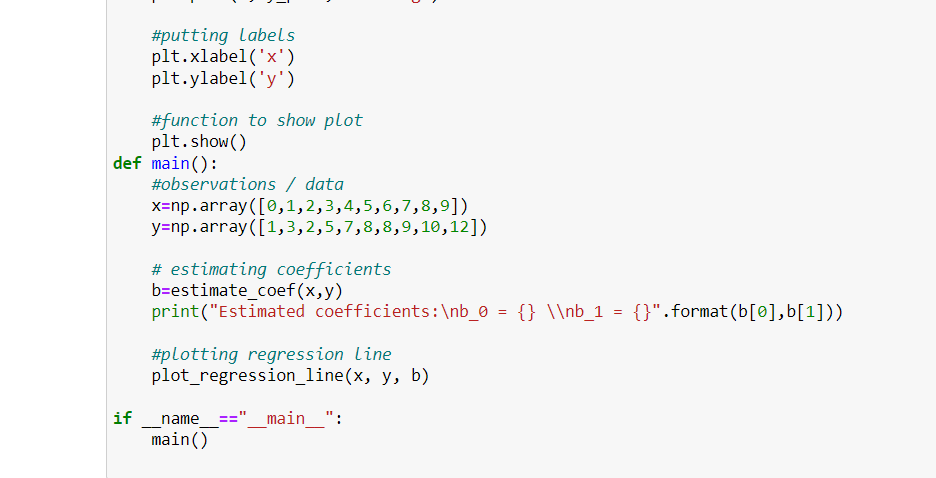 #putting labels
plt.xlabel('x')
plt.ylabel('y')
#function to show plot
plt.show()
def main():
#observations / data
x=np.array([0,1,2,3,4,5,6,7,8,9])
y=np.array([1,3,2,5,7,8,8,9,10,12])
# estimating coefficients
b=estimate_coef(x,y)
print("Estimated coefficients:\nb_0 = {} \\nb_1 = {}".format(b[0],b[1]))
#plotting regression line
plot_regression_line(x, y, b)
if __name__=="__main__":
main()